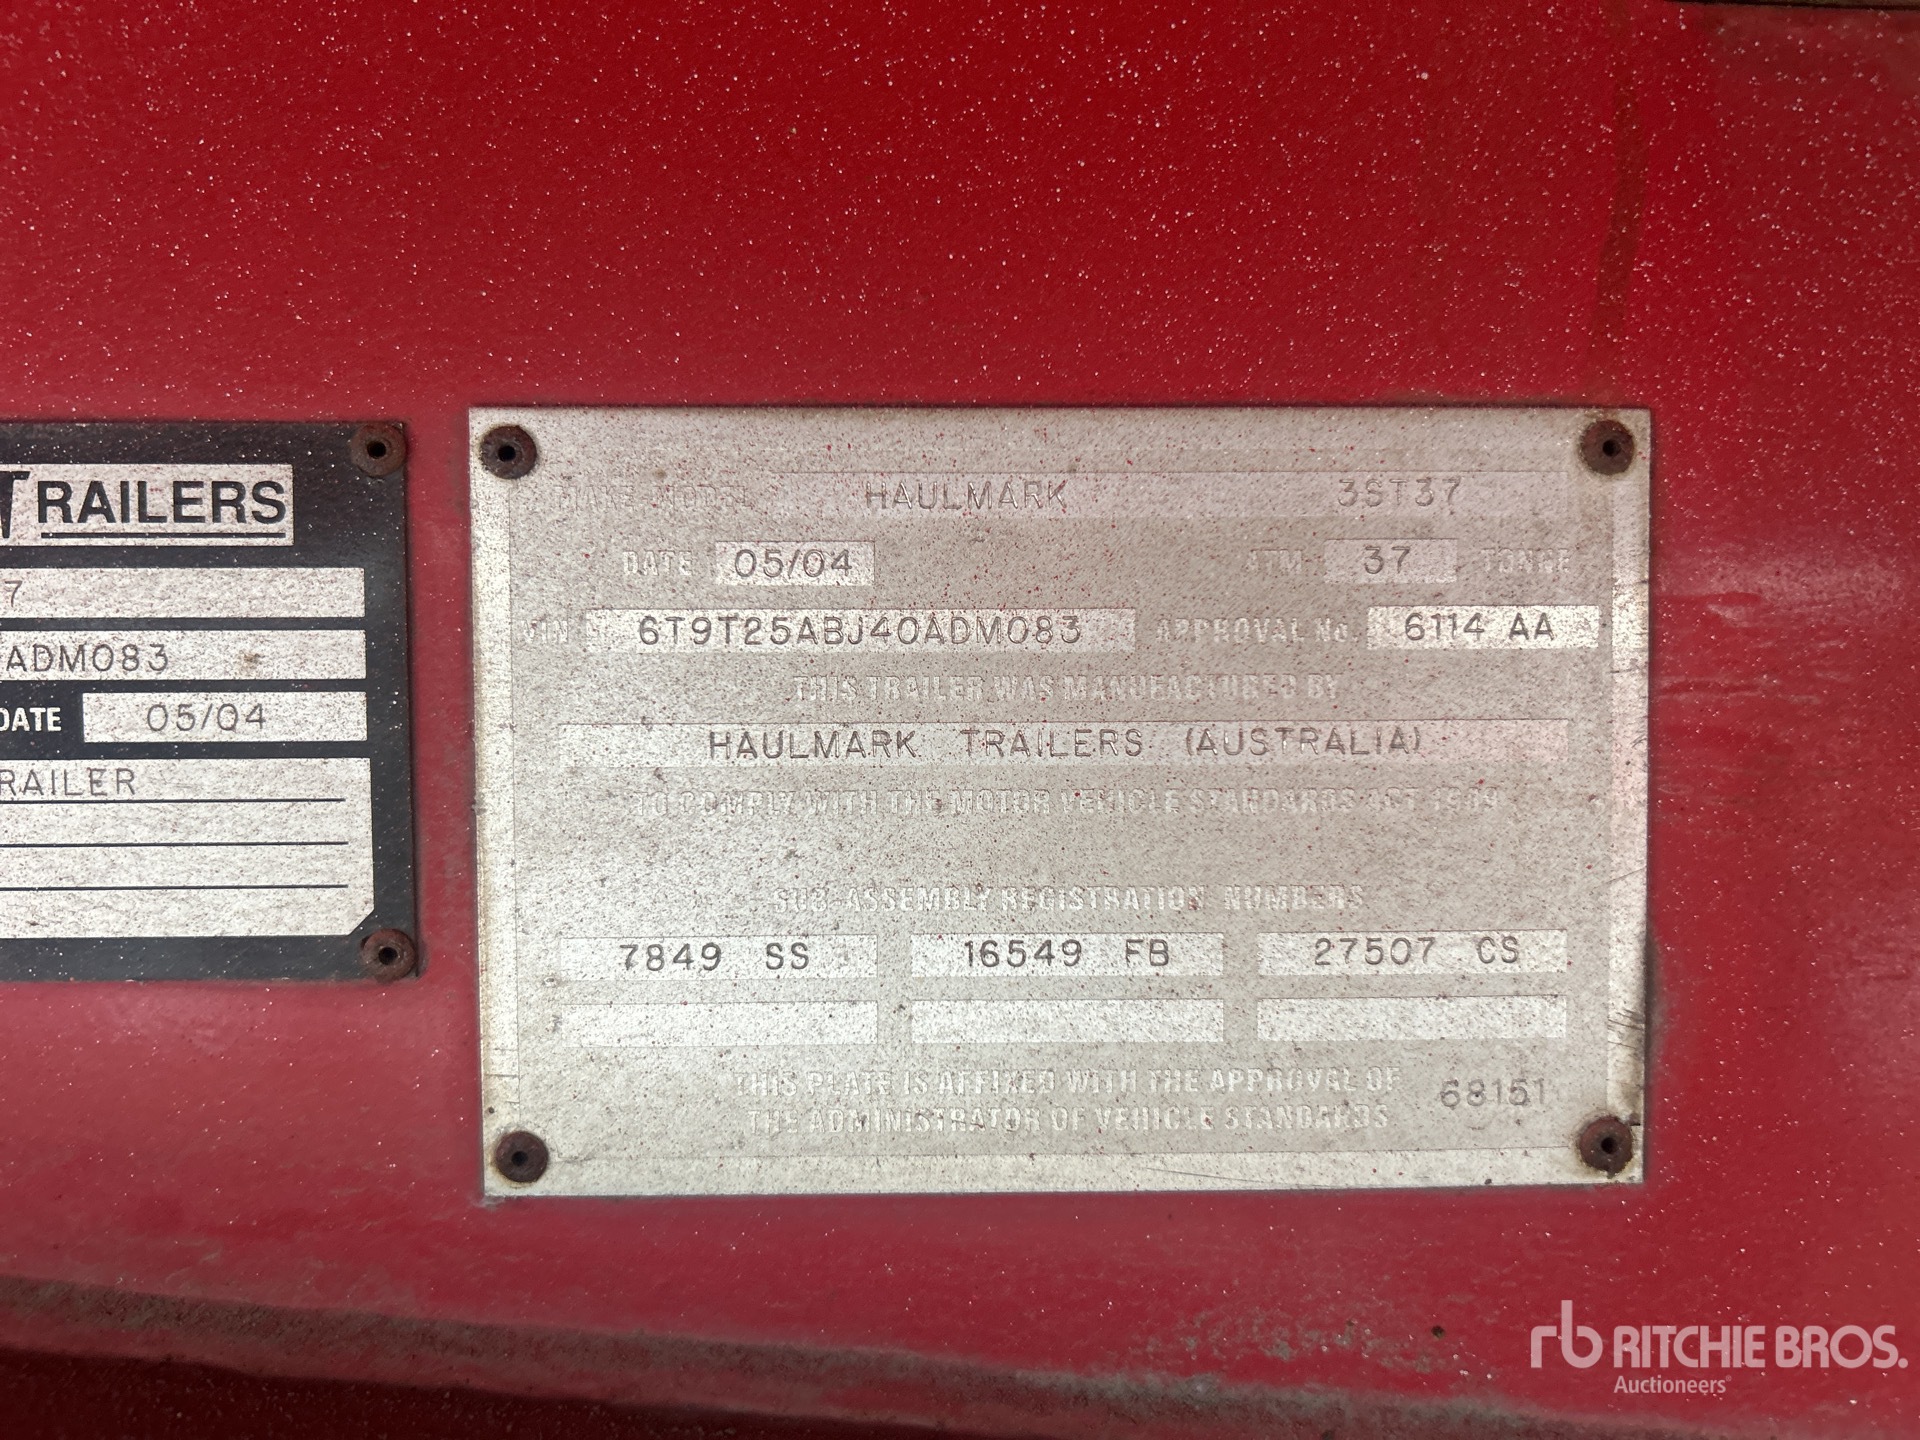 TRAILERS
7
ADM083
DATE 05/04
RAILER
MAKE MODEL HAULMARK 3ST37
DATE 05/04 ATM 37 TONNE
VIN 6T9T25ABJ40ADM083 APPROVAL No. 6114 AA
THIS TRAILER WAS MANUFACTURED BY
HAULMARK TRAILERS (AUSTRALIA)
TO COMPLY WITH THE MOTOR VEHICLE STANDARDS ACT 1989
SUB-ASSEMBLY REGISTRATION NUMBERS
7849 SS 16549 FB 27507 CS
THIS PLATE IS AFFIXED WITH THE APPROVAL OF
THE ADMINISTRATOR OF VEHICLE STANDARDS 68151
rb RITCHIE BROS.
Auctioneers